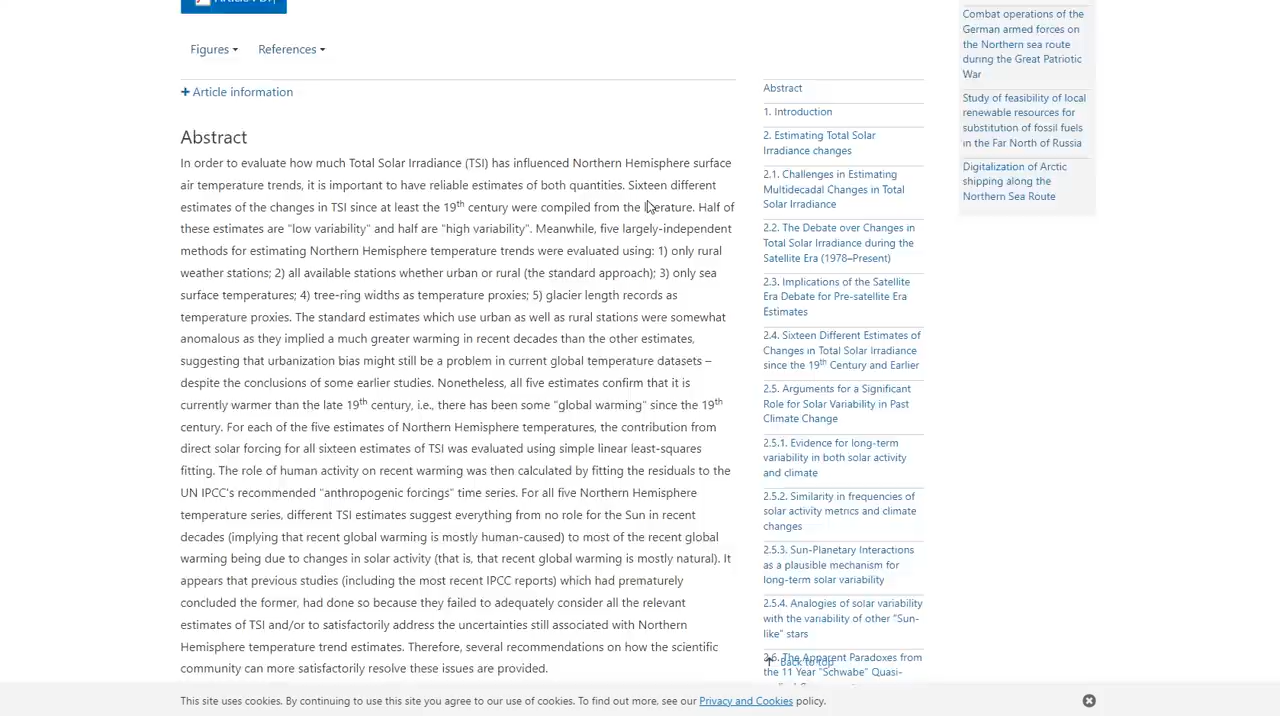 Article PDF
Figures
References
+ Article information
Abstract
In order to evaluate how much Total Solar Irradiance (TSI) has influenced Northern Hemisphere surface
air temperature trends, it is important to have reliable estimates of both quantities. Sixteen different
estimates of the changes in TSI since at least the 19th century were compiled from the literature. Half of
these estimates are "low variability" and half are "high variability". Meanwhile, five largely-independent
methods for estimating Northern Hemisphere temperature trends were evaluated using: 1) only rural
weather stations; 2) all available stations whether urban or rural (the standard approach); 3) only sea
surface temperatures; 4) tree-ring widths as temperature proxies; 5) glacier length records as
temperature proxies. The standard estimates which use urban as well as rural stations were somewhat
anomalous as they implied a much greater warming in recent decades than the other estimates,
suggesting that urbanization bias might still be a problem in current global temperature datasets –
despite the conclusions of some earlier studies. Nonetheless, all five estimates confirm that it is
currently warmer than the late 19th century, i.e., there has been some "global warming" since the 19th
century. For each of the five estimates of Northern Hemisphere temperatures, the contribution from
direct solar forcing for all sixteen estimates of TSI was evaluated using simple linear least-squares
fitting. The role of human activity on recent warming was then calculated by fitting the residuals to the
UN IPCC's recommended "anthropogenic forcings" time series. For all five Northern Hemisphere
temperature series, different TSI estimates suggest everything from no role for the Sun in recent
decades (implying that recent global warming is mostly human-caused) to most of the recent global
warming being due to changes in solar activity (that is, that recent global warming is mostly natural). It
appears that previous studies (including the most recent IPCC reports) which had prematurely
concluded the former, had done so because they failed to adequately consider all the relevant
estimates of TSI and/or to satisfactorily address the uncertainties still associated with Northern
Hemisphere temperature trend estimates. Therefore, several recommendations on how the scientific
community can more satisfactorily resolve these issues are provided.
Abstract
1. Introduction
2. Estimating Total Solar
Irradiance changes
2.1. Challenges in Estimating
Multidecadal Changes in Total
Solar Irradiance
2.2. The Debate over Changes in
Total Solar Irradiance during the
Satellite Era (1978–Present)
2.3. Implications of the Satellite
Era Debate for Pre-satellite Era
Estimates
2.4. Sixteen Different Estimates of
Changes in Total Solar Irradiance
since the 19th Century and Earlier
2.5. Arguments for a Significant
Role for Solar Variability in Past
Climate Change
2.5.1. Evidence for long-term
variability in both solar activity
and climate
2.5.2. Similarity in frequencies of
solar activity metrics and climate
changes
2.5.3. Sun-Planetary Interactions
as a plausible mechanism for
long-term solar variability
2.5.4. Analogies of solar variability
with the variability of other "Sun-
like" stars
2.6. The Apparent Paradoxes from
Back to top
the 11 Year "Schwabe" Quasi-
Combat operations of the
German armed forces on
the Northern sea route
during the Great Patriotic
War
Study of feasibility of local
renewable resources for
substitution of fossil fuels
in the Far North of Russia
Digitalization of Arctic
shipping along the
Northern Sea Route
This site uses cookies. By continuing to use this site you agree to our use of cookies. To find out more, see our Privacy and Cookies policy.